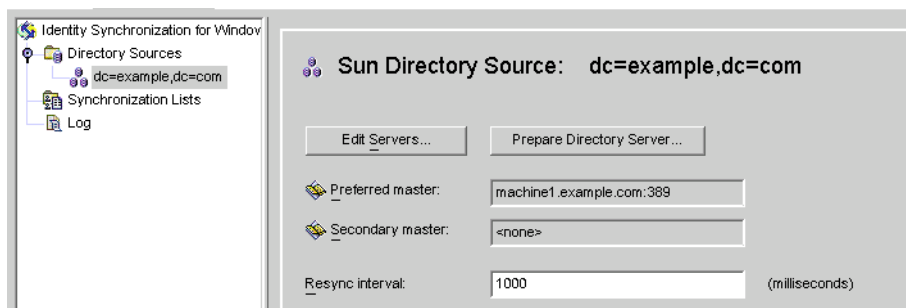 Identity Synchronization for Windov
Directory Sources
dc=example,dc=com
Synchronization Lists
Log
Sun Directory Source: dc=example,dc=com
Edit Servers... Prepare Directory Server...
Preferred master: machine1.example.com:389
Secondary master: <none>
Resync interval: 1000 (milliseconds)